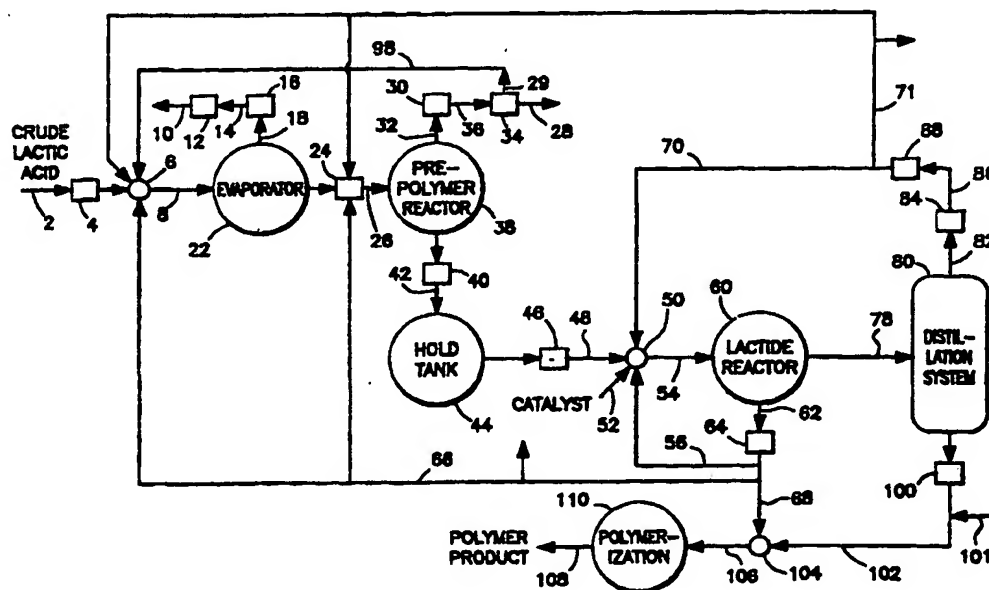 98
16
30
29
71
10
12
14
18
32
36
34
28
CRUDE
LACTIC
ACID
6
24
70
88
86
84
82
2
4
8
EVAPORATOR
22
26
PRE-
POLYMER
REACTOR
38
42
40
HOLD
TANK
44
46
48
50
60
LACTIDE
REACTOR
78
80
DISTIL-
LATION
SYSTEM
CATALYST
52
54
62
64
56
66
68
100
110
POLYMER
PRODUCT
POLYMER-
IZATION
108
106
104
102
101